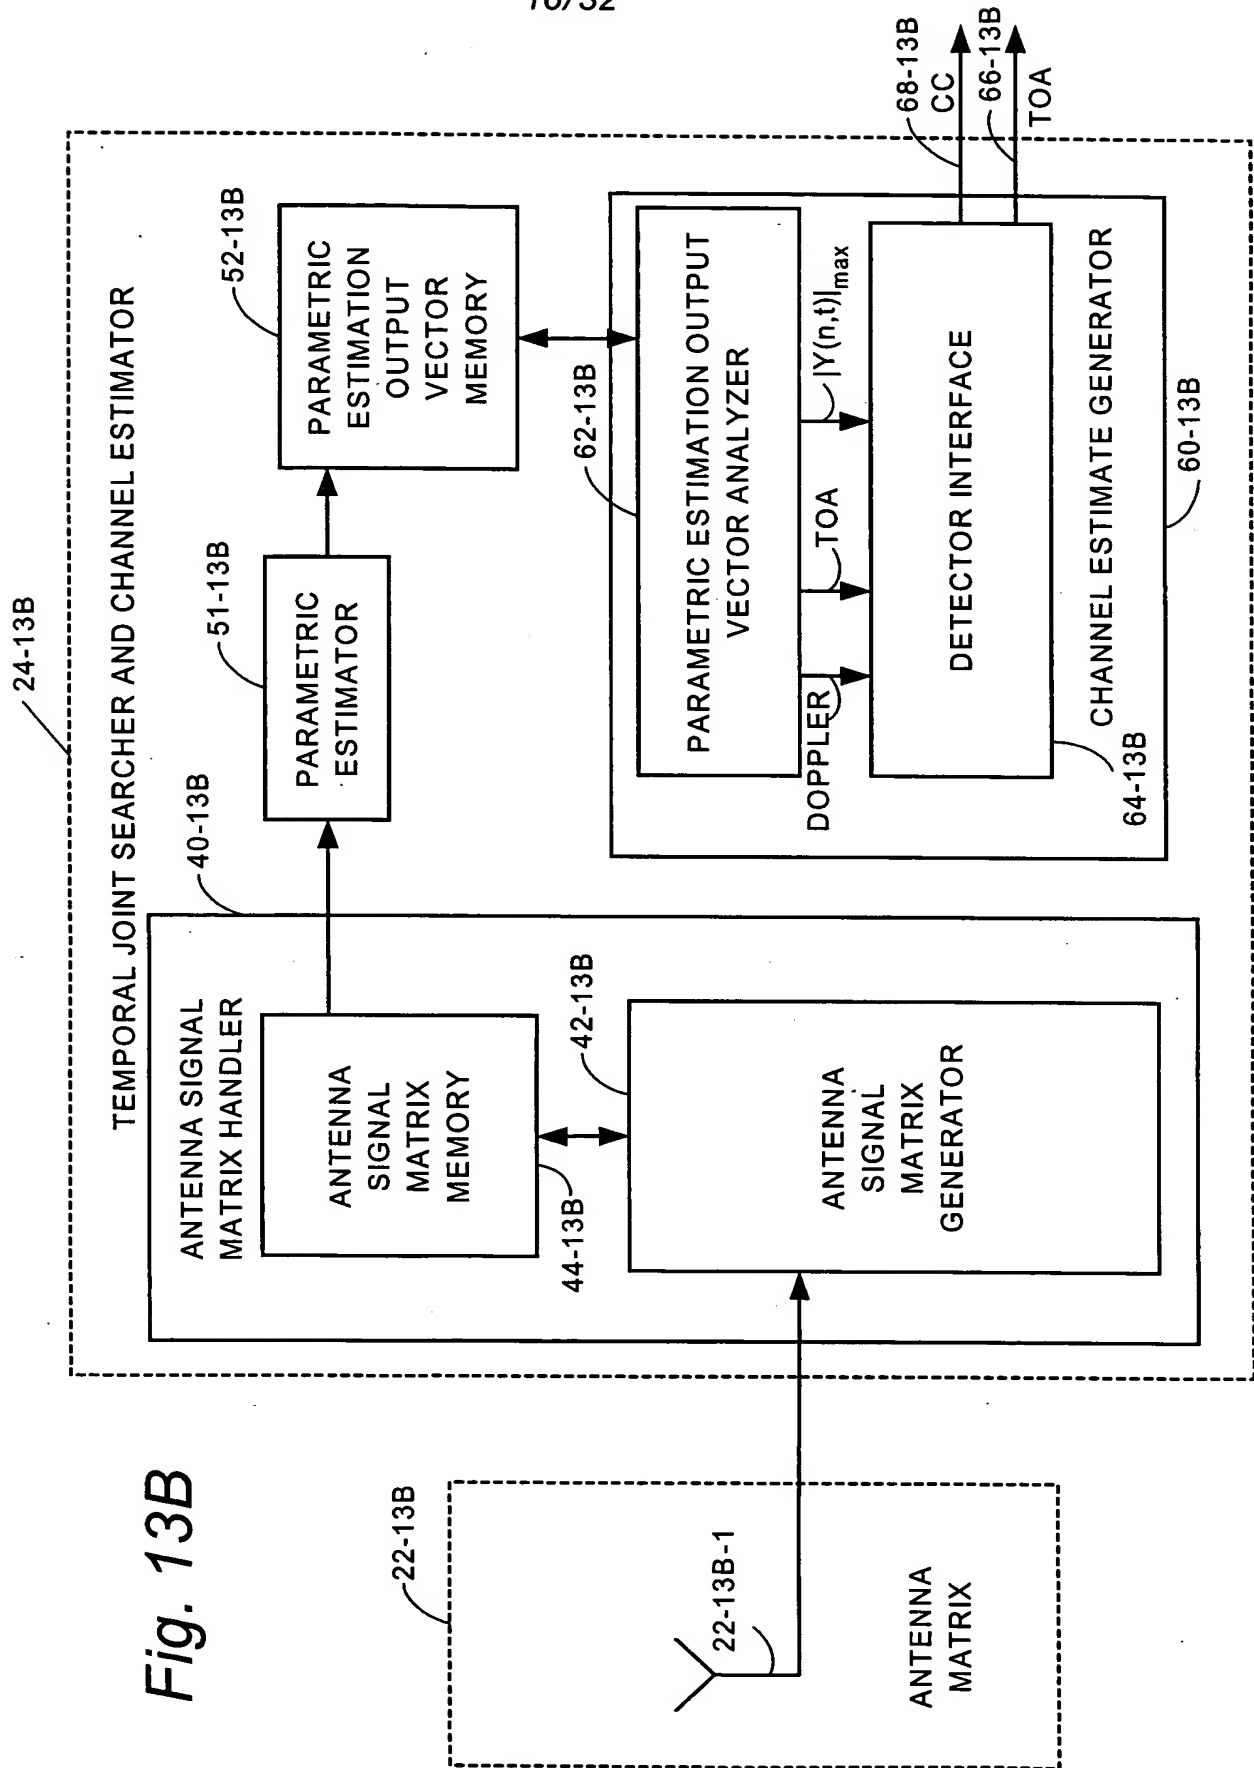 16/32
Fig. 13B
24-13B
TEMPORAL JOINT SEARCHER AND CHANNEL ESTIMATOR
22-13B
22-13B-1
ANTENNA
MATRIX
40-13B
ANTENNA SIGNAL
MATRIX HANDLER
ANTENNA
SIGNAL
MATRIX
MEMORY
44-13B
42-13B
ANTENNA
SIGNAL
MATRIX
GENERATOR
51-13B
PARAMETRIC
ESTIMATOR
52-13B
PARAMETRIC
ESTIMATION
OUTPUT
VECTOR
MEMORY
62-13B
PARAMETRIC ESTIMATION OUTPUT
VECTOR ANALYZER
DOPPLER
TOA
|Y(n,t)|max
DETECTOR INTERFACE
64-13B
CHANNEL ESTIMATE GENERATOR
60-13B
68-13B
CC
66-13B
TOA